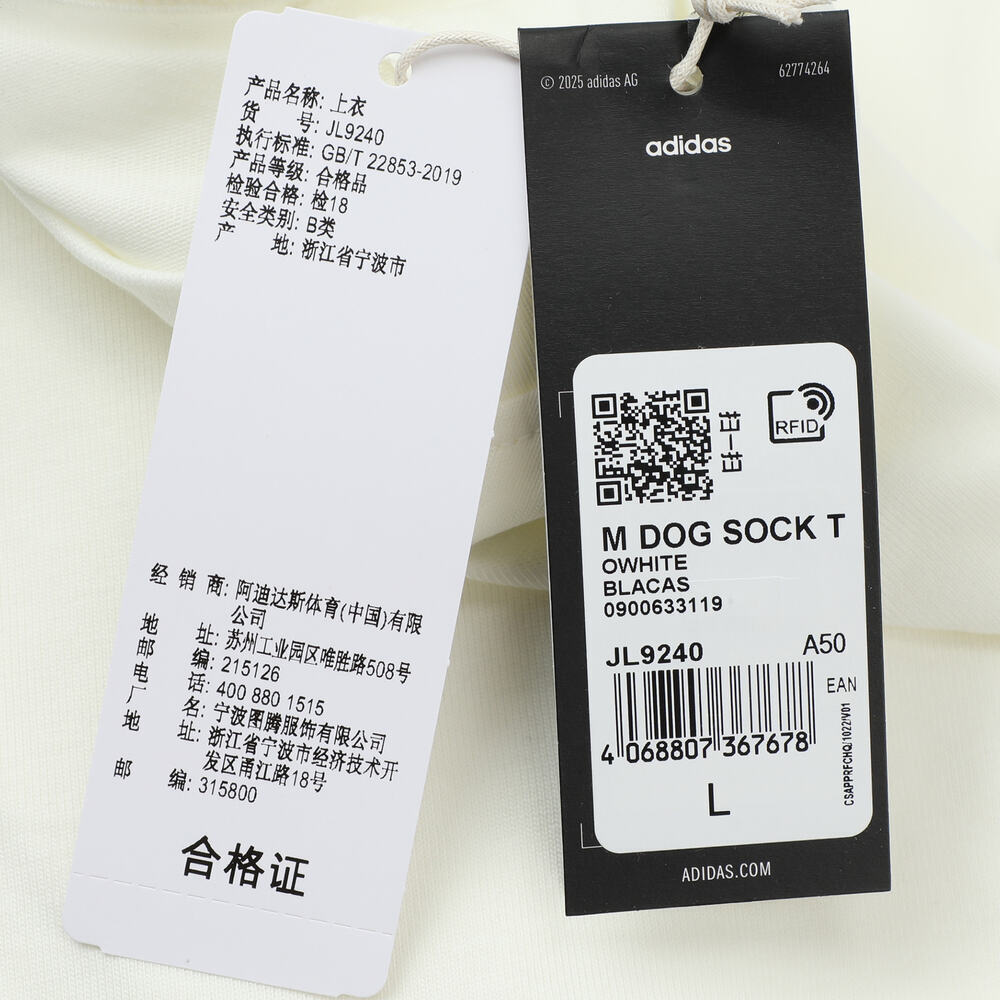 产品名称: 上衣
货 号: JL9240
执行标准: GB/T 22853-2019
产品等级: 合格品
检验合格: 检18
安全类别: B类
产 地: 浙江省宁波市
经 销 商: 阿迪达斯体育(中国)有限
公司
地 址: 苏州工业园区唯胜路508号
邮 编: 215126
电 话: 400 880 1515
厂 名: 宁波图腾服饰有限公司
地 址: 浙江省宁波市经济技术开
发区甬江路18号
邮 编: 315800
合格证
© 2025 adidas AG
62774264
adidas
扫一扫
RFID
M DOG SOCK T
OWHITE
BLACAS
0900633119
JL9240
A50
EAN
4 068807 367678
CSAPPRFCHQ/1022/V01
L
ADIDAS.COM